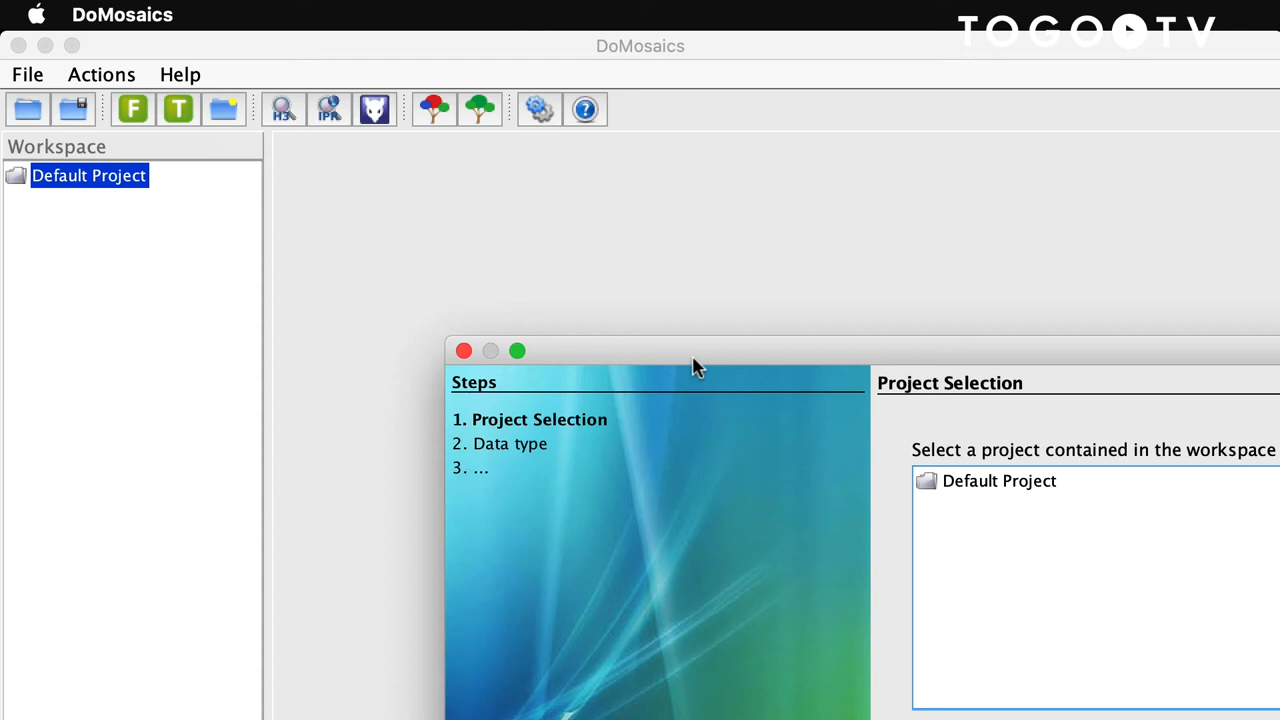 DoMosaics
TOGO TV
DoMosaics
File Actions Help
F T H3 IPR
Workspace
Default Project
Steps
Project Selection
1. Project Selection
2. Data type
3. ...
Select a project contained in the workspace
Default Project